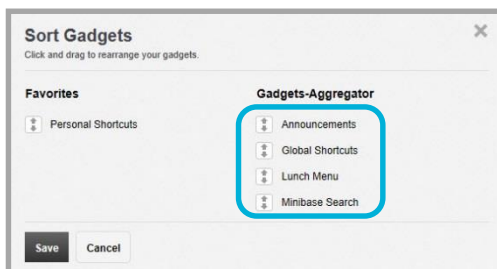 Sort Gadgets
Click and drag to rearrange your gadgets.
Favorites
Personal Shortcuts
Gadgets-Aggregator
Announcements
Global Shortcuts
Lunch Menu
Minibase Search
Save
Cancel